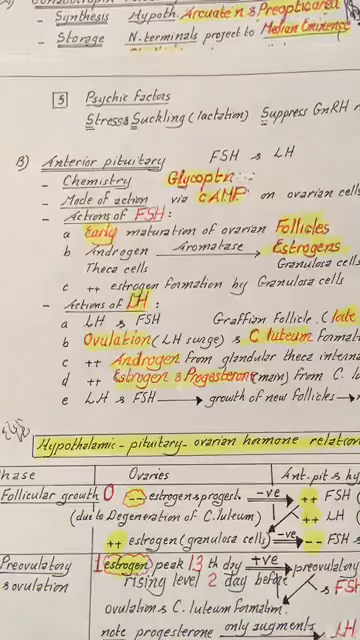 - Synthesis Hypoth. Arcuate n & Preoptic area
- Storage N. terminals project to Median Eminence
5 Psychic Factors
Stress & Suckling (lactation) Suppress GnRH
B) Anterior pituitary FSH & LH
- Chemistry Glycoptn
- Mode of action via cAMP on ovarian cells
- Actions of FSH:
a Early maturation of ovarian Follicles
b Androgen Aromatase Estrogens
Theca cells Granulosa cells
c ++ estrogen formation by Granulosa cells
- Actions of LH:
a LH & FSH Graffian Follicle (late
b Ovulation (LH surge) & C luteum format
c ++ Androgen from glandular theca intern
d ++ Estrogen & Progesterone (main) from C. lu
e LH & FSH → growth of new follicles →
Hypothalamic - pituitary - ovarian hormone relation
hase Ovaries Ant. pit & hy
Follicular growth 0 -- estrogen & progest -ve ++ FSH
(due to Degeneration of C. luteum) ++ LH
++ estrogen (granulosa cells) -ve -- FSH
Preovulatory 1 estrogen peak 13th day +ve preovulatory
& ovulation rising level 2 day before & FSH
ovulation & C. luteum formation.
note progesterone only augments LH